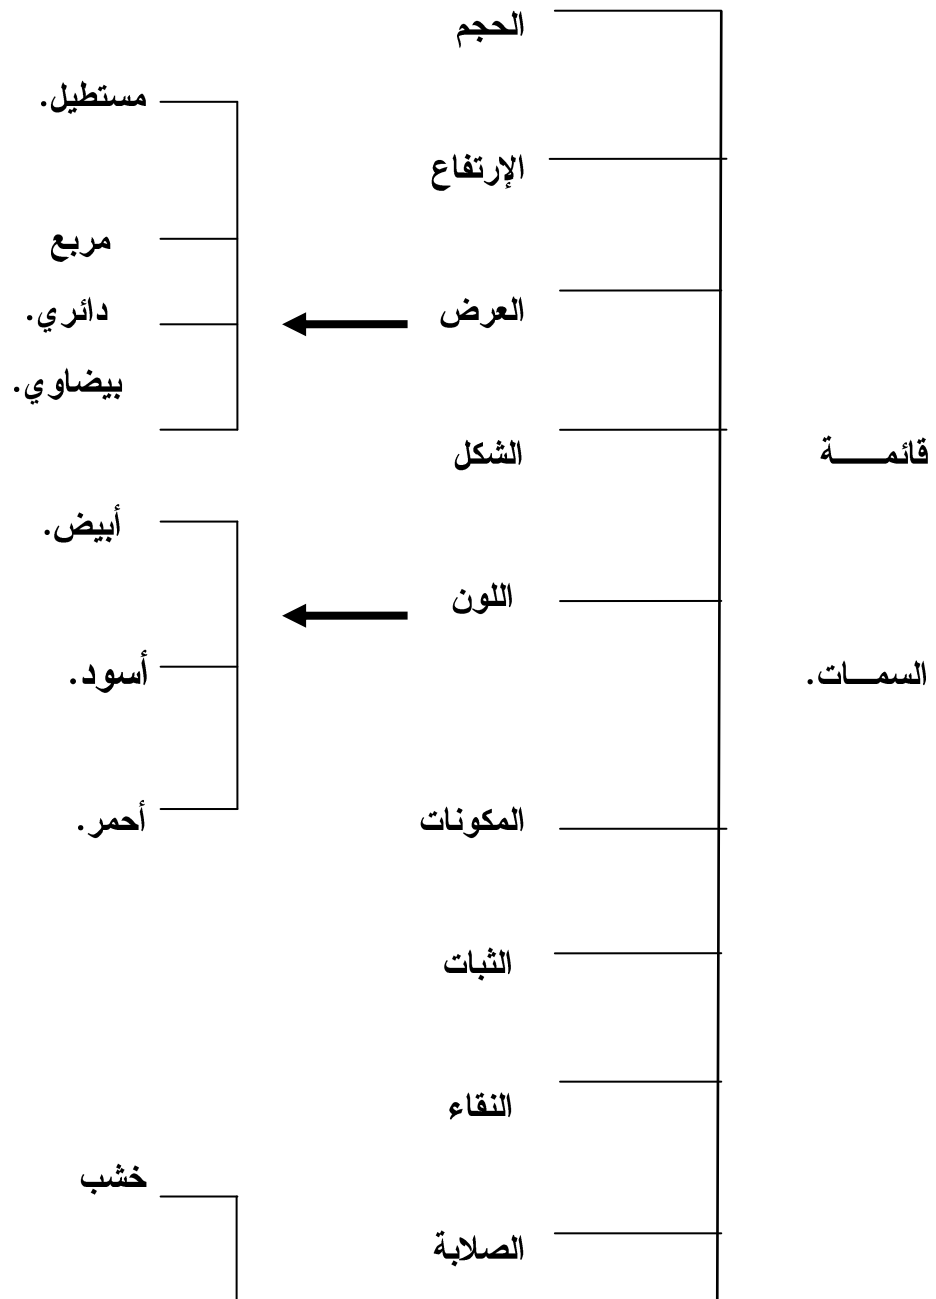 الحجم
مستطيل.
الإرتفاع
مربع
العرض
دائري.
بيضاوي.
قائمـــــة
الشكل
أبيض.
اللون
السمـــات.
أسود.
المكونات
أحمر.
الثبات
النقاء
خشب
الصلابة